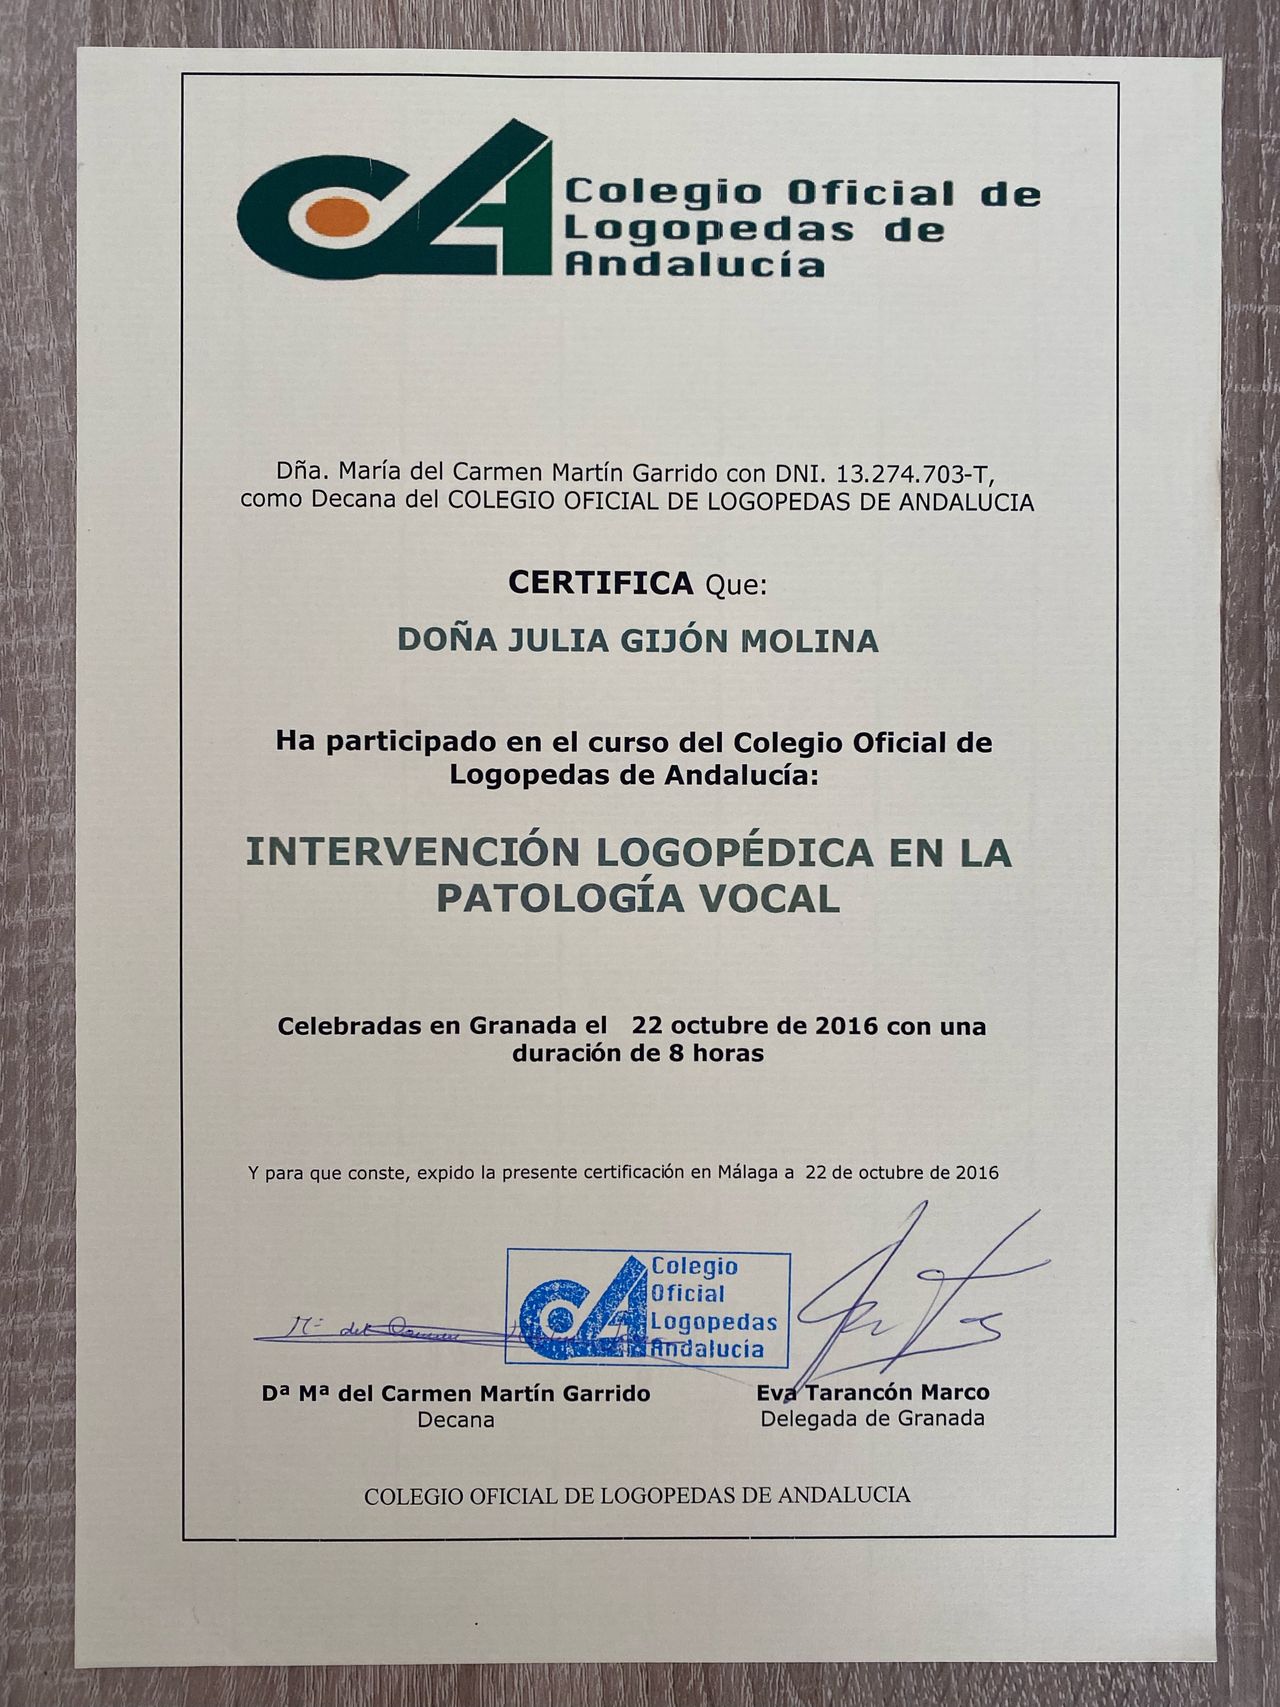 Colegio Oficial de
Logopedas de
Andalucía
Dña. María del Carmen Martín Garrido con DNI. 13.274.703-T,
como Decana del COLEGIO OFICIAL DE LOGOPEDAS DE ANDALUCIA
CERTIFICA Que:
DOÑA JULIA GIJÓN MOLINA
Ha participado en el curso del Colegio Oficial de
Logopedas de Andalucía:
INTERVENCIÓN LOGOPÉDICA EN LA
PATOLOGÍA VOCAL
Celebradas en Granada el 22 octubre de 2016 con una
duración de 8 horas
Y para que conste, expido la presente certificación en Málaga a 22 de octubre de 2016
Colegio
Oficial
Logopedas
Andalucía
Mª del Carmen
Dª Mª del Carmen Martín Garrido
Decana
Eva Tarancón Marco
Delegada de Granada
COLEGIO OFICIAL DE LOGOPEDAS DE ANDALUCIA